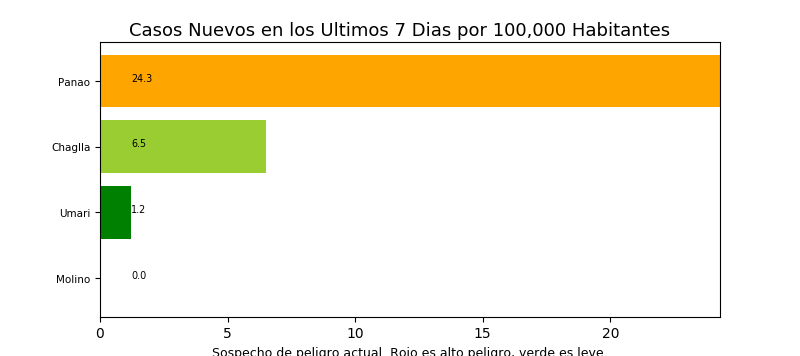 Casos Nuevos en los Ultimos 7 Dias por 100,000 Habitantes
Panao 24.3
Chaglla 6.5
Umari 1.2
Molino 0.0
0 5 10 15 20
Sospecho de peligro actual. Rojo es alto peligro, verde es leve